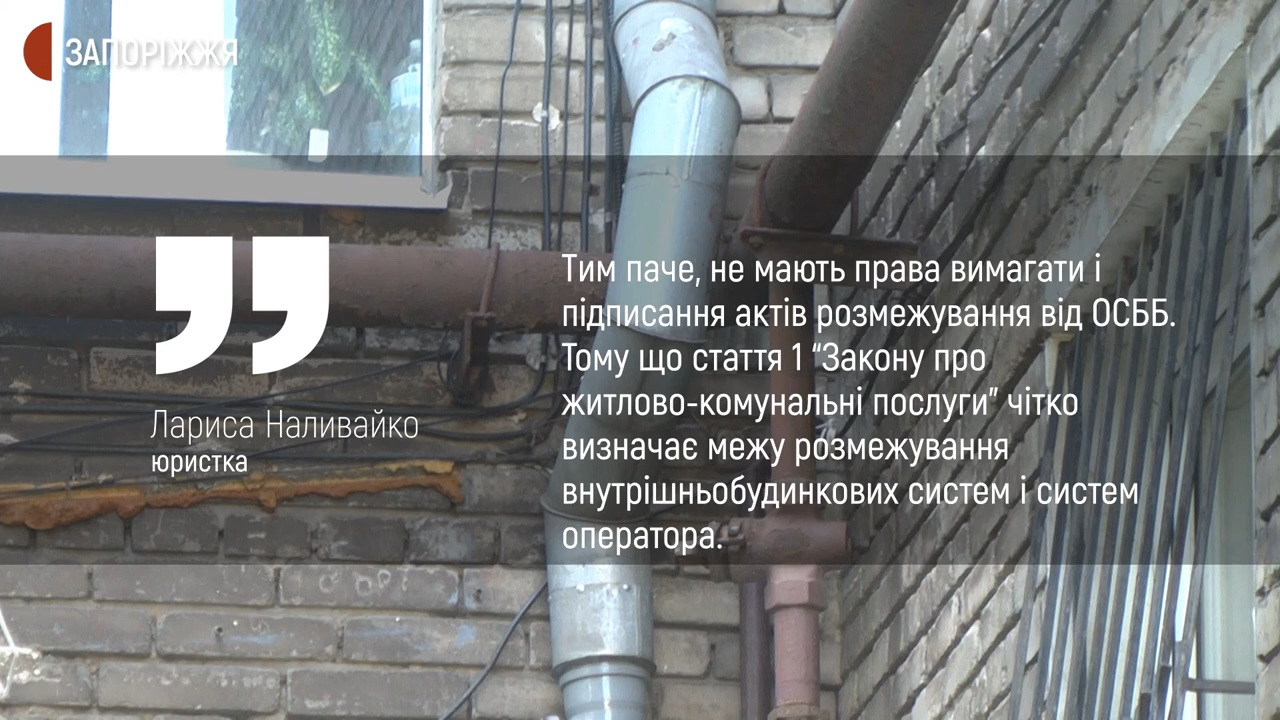 ЗАПОРІЖЖЯ
Тим паче, не мають права вимагати і
підписання актів розмежування від ОСББ.
Тому що стаття 1 “Закону про
житлово-комунальні послуги” чітко
визначає межу розмежування
внутрішньобудинкових систем і систем
оператора.
Лариса Наливайко
юристка